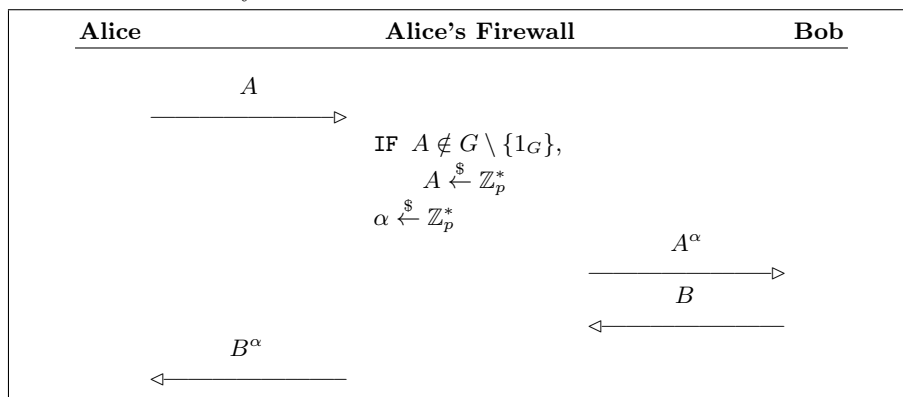 Alice Alice's Firewall Bob
A
IF A ∉ G \ {1_G},
A ←$ ℤ_p^*
α ←$ ℤ_p^*
A^α
B
B^α